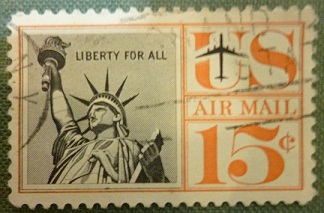 LIBERTY FOR ALL
US
AIR MAIL
15¢